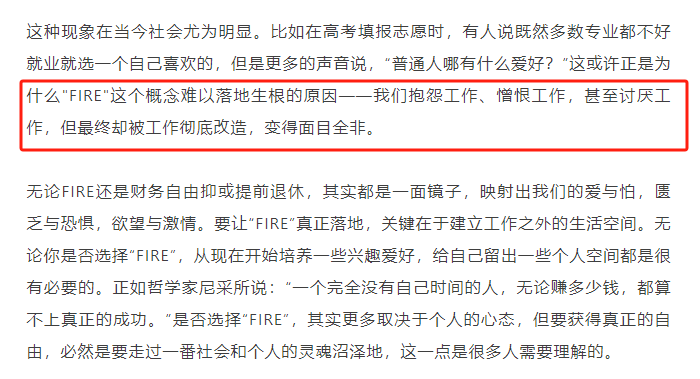 这种现象在当今社会尤为明显。比如在高考填报志愿时，有人说既然多数专业都不好
就业就选一个自己喜欢的，但是更多的声音说，“普通人哪有什么爱好？”这或许正是为
什么"FIRE"这个概念难以落地生根的原因——我们抱怨工作、憎恨工作，甚至讨厌工
作，但最终却被工作彻底改造，变得面目全非。
无论FIRE还是财务自由抑或提前退休，其实都是一面镜子，映射出我们的爱与怕，匮
乏与恐惧，欲望与激情。要让“FIRE”真正落地，关键在于建立工作之外的生活空间。无
论你是否选择“FIRE”，从现在开始培养一些兴趣爱好，给自己留出一些个人空间都是很
有必要的。正如哲学家尼采所说：“一个完全没有自己时间的人，无论赚多少钱，都算
不上真正的成功。”是否选择“FIRE”，其实更多取决于个人的心态，但要获得真正的自
由，必然是要走过一番社会和个人的灵魂沼泽地，这一点是很多人需要理解的。